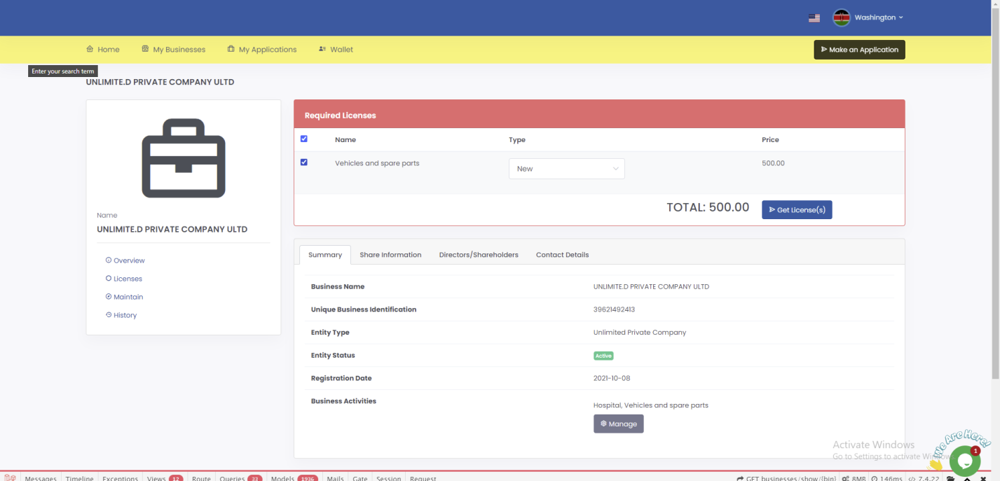 Washington
Home My Businesses My Applications Wallet Make an Application
Enter your search term
UNLIMITE.D PRIVATE COMPANY ULTD
Required Licenses
Name Type Price
Vehicles and spare parts New 500.00
TOTAL: 500.00 Get License(s)
Name
UNLIMITE.D PRIVATE COMPANY ULTD
Overview
Licenses
Maintain
History
Summary Share Information Directors/Shareholders Contact Details
Business Name UNLIMITE.D PRIVATE COMPANY ULTD
Unique Business Identification 39621492413
Entity Type Unlimited Private Company
Entity Status Active
Registration Date 2021-10-08
Business Activities Hospital, Vehicles and spare parts
Manage
Activate Windows
Go to Settings to activate Windows.
We Are Here!
1
Messages Timeline Exceptions Views 12 Route Queries 33 Models 1936 Mails Gate Session Request GET businesses/show/{bin} 8MB 146ms 7.4.22